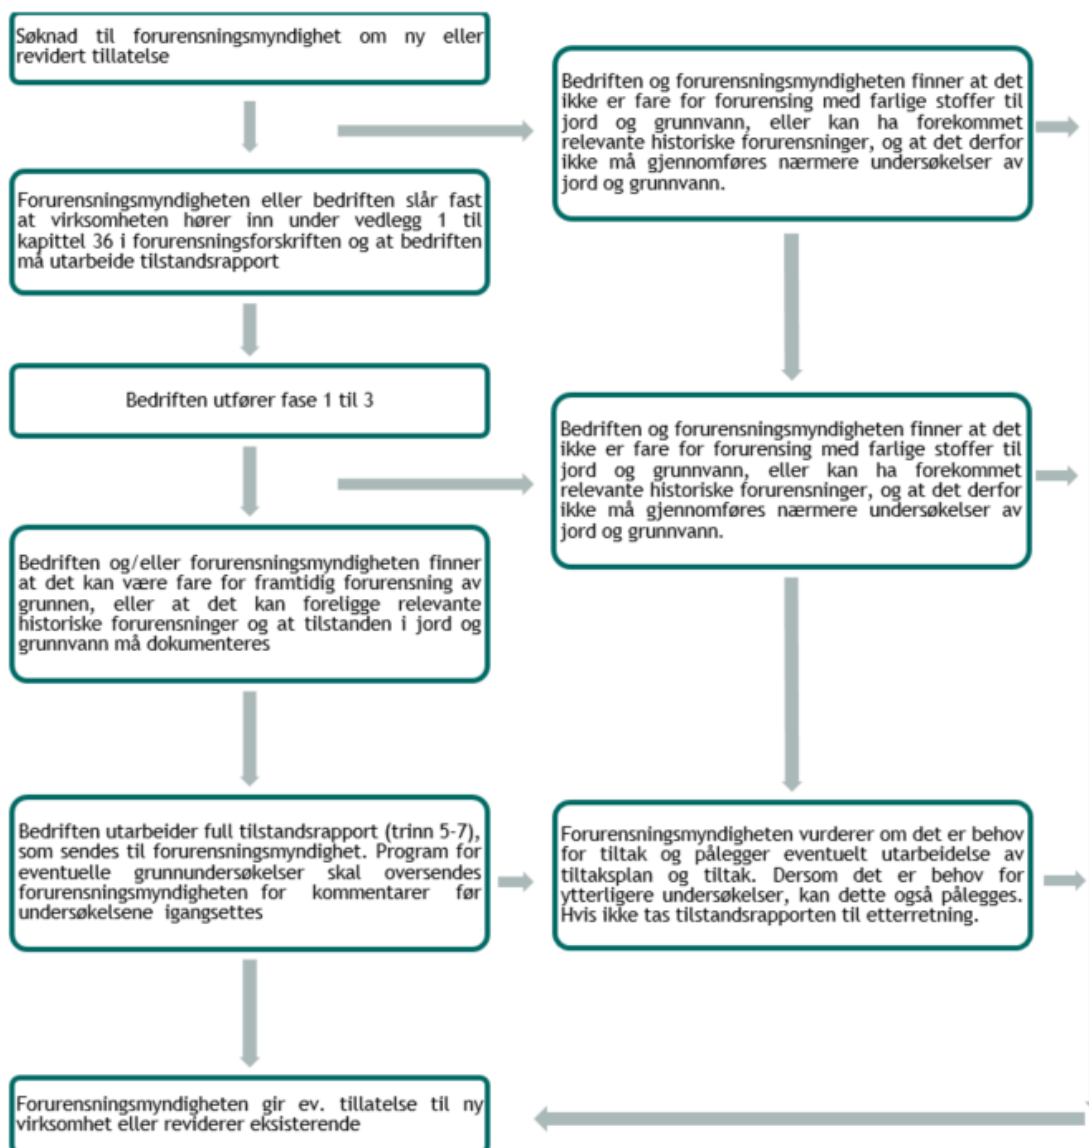 Søknad til forurensningsmyndighet om ny eller
revidert tillatelse
Bedriften og forurensningsmyndigheten finner at det
ikke er fare for forurensing med farlige stoffer til
jord og grunnvann, eller kan ha forekommet
relevante historiske forurensninger, og at det derfor
ikke må gjennomføres nærmere undersøkelser av
jord og grunnvann.
Forurensningsmyndigheten eller bedriften slår fast
at virksomheten hører inn under vedlegg 1 til
kapittel 36 i forurensningsforskriften og at bedriften
må utarbeide tilstandsrapport
Bedriften utfører fase 1 til 3
Bedriften og forurensningsmyndigheten finner at det
ikke er fare for forurensing med farlige stoffer til
jord og grunnvann, eller kan ha forekommet
relevante historiske forurensninger, og at det derfor
ikke må gjennomføres nærmere undersøkelser av
jord og grunnvann.
Bedriften og/eller forurensningsmyndigheten finner
at det kan være fare for framtidig forurensning av
grunnen, eller at det kan foreligge relevante
historiske forurensninger og at tilstanden i jord og
grunnvann må dokumenteres
Bedriften utarbeider full tilstandsrapport (trinn 5-7),
som sendes til forurensningsmyndighet. Program for
eventuelle grunnundersøkelser skal oversendes
forurensningsmyndigheten for kommentarer før
undersøkelsene igangsettes
Forurensningsmyndigheten vurderer om det er behov
for tiltak og pålegger eventuelt utarbeidelse av
tiltaksplan og tiltak. Dersom det er behov for
ytterligere undersøkelser, kan dette også pålegges.
Hvis ikke tas tilstandsrapporten til etterretning.
Forurensningsmyndigheten gir ev. tillatelse til ny
virksomhet eller reviderer eksisterende